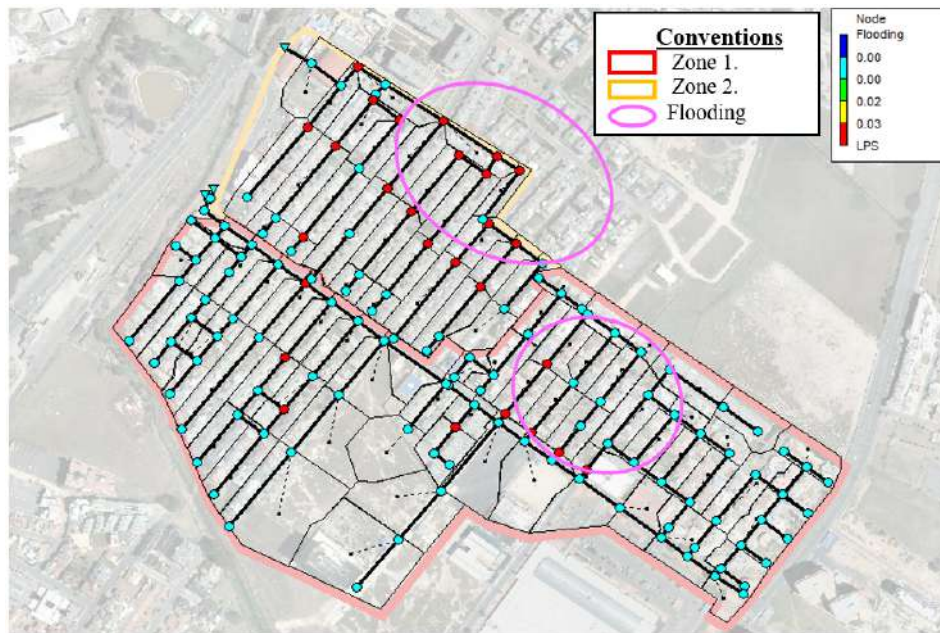 Conventions
Zone 1.
Zone 2.
Flooding
Node
Flooding
0.00
0.00
0.02
0.03
LPS